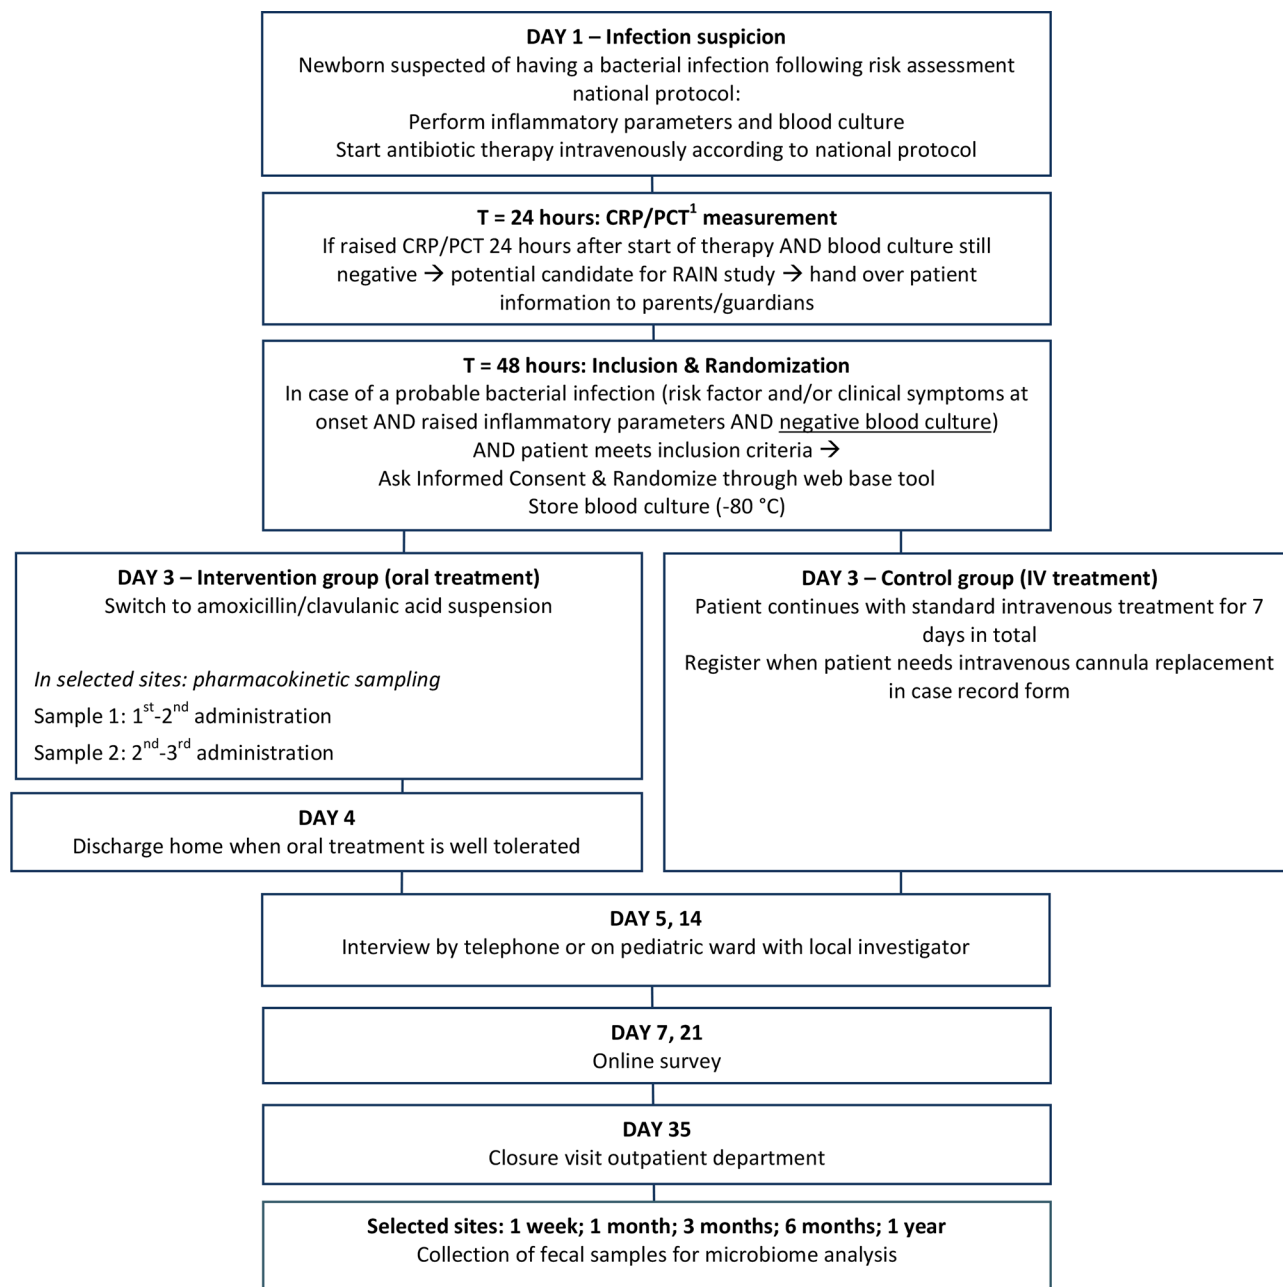 DAY 1 – Infection suspicion
Newborn suspected of having a bacterial infection following risk assessment
national protocol:
Perform inflammatory parameters and blood culture
Start antibiotic therapy intravenously according to national protocol
T = 24 hours: CRP/PCT¹ measurement
If raised CRP/PCT 24 hours after start of therapy AND blood culture still
negative → potential candidate for RAIN study → hand over patient
information to parents/guardians
T = 48 hours: Inclusion & Randomization
In case of a probable bacterial infection (risk factor and/or clinical symptoms at
onset AND raised inflammatory parameters AND negative blood culture)
AND patient meets inclusion criteria →
Ask Informed Consent & Randomize through web base tool
Store blood culture (-80 °C)
DAY 3 – Intervention group (oral treatment)
Switch to amoxicillin/clavulanic acid suspension
In selected sites: pharmacokinetic sampling
Sample 1: 1st-2nd administration
Sample 2: 2nd-3rd administration
DAY 4
Discharge home when oral treatment is well tolerated
DAY 3 – Control group (IV treatment)
Patient continues with standard intravenous treatment for 7
days in total
Register when patient needs intravenous cannula replacement
in case record form
DAY 5, 14
Interview by telephone or on pediatric ward with local investigator
DAY 7, 21
Online survey
DAY 35
Closure visit outpatient department
Selected sites: 1 week; 1 month; 3 months; 6 months; 1 year
Collection of fecal samples for microbiome analysis